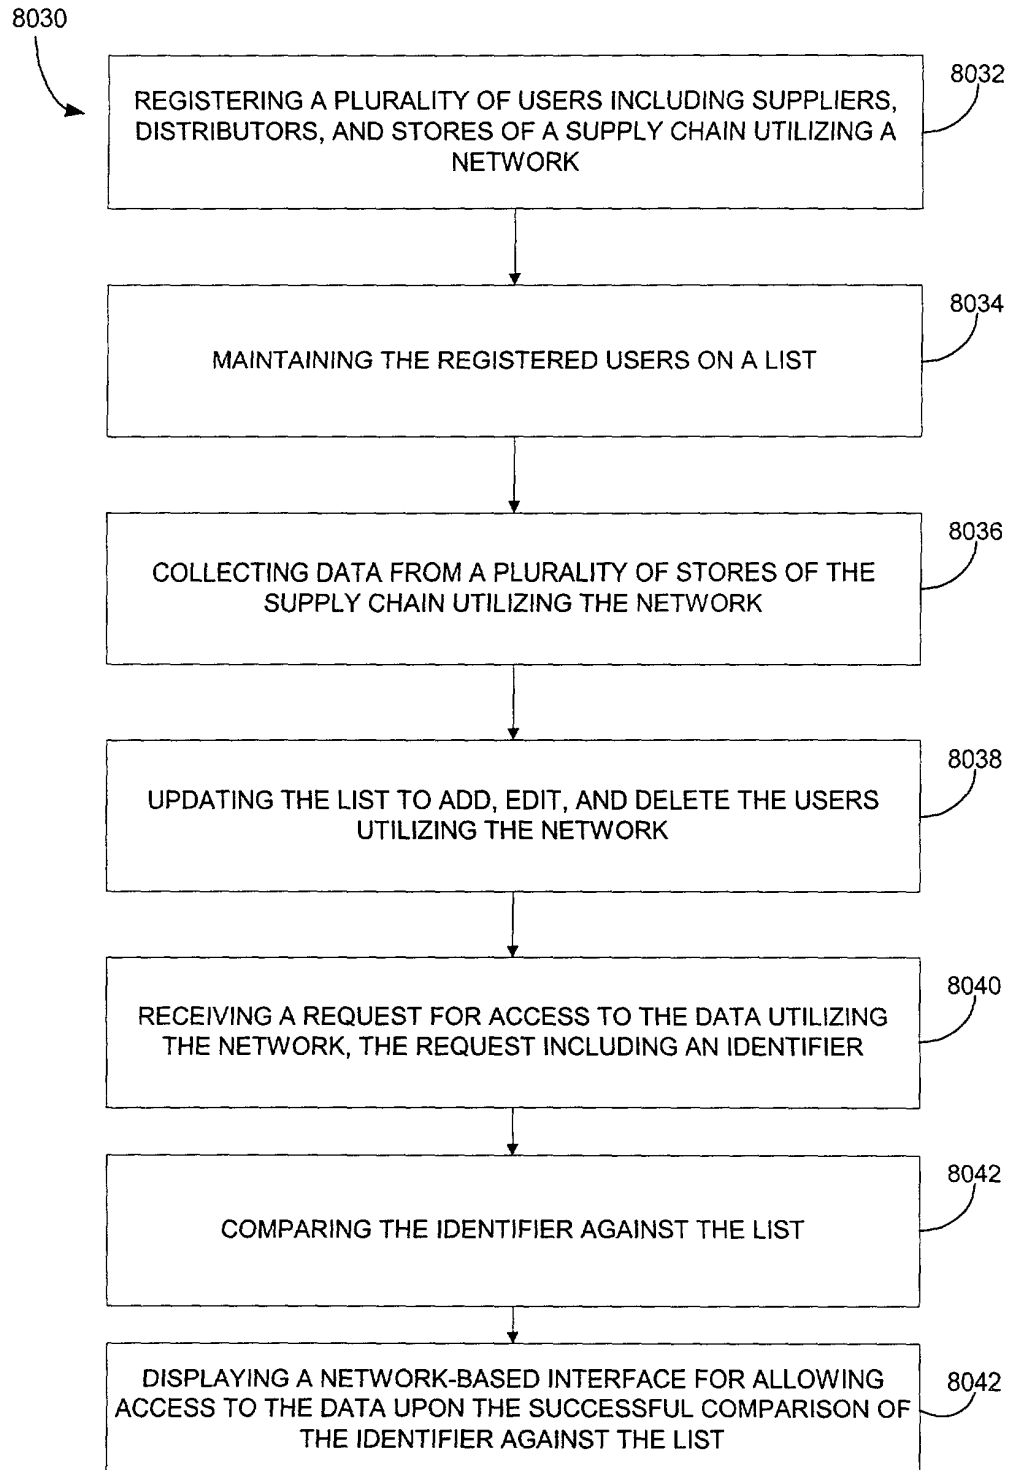 8030
8032
REGISTERING A PLURALITY OF USERS INCLUDING SUPPLIERS,
DISTRIBUTORS, AND STORES OF A SUPPLY CHAIN UTILIZING A
NETWORK
8034
MAINTAINING THE REGISTERED USERS ON A LIST
8036
COLLECTING DATA FROM A PLURALITY OF STORES OF THE
SUPPLY CHAIN UTILIZING THE NETWORK
8038
UPDATING THE LIST TO ADD, EDIT, AND DELETE THE USERS
UTILIZING THE NETWORK
8040
RECEIVING A REQUEST FOR ACCESS TO THE DATA UTILIZING
THE NETWORK, THE REQUEST INCLUDING AN IDENTIFIER
8042
COMPARING THE IDENTIFIER AGAINST THE LIST
8042
DISPLAYING A NETWORK-BASED INTERFACE FOR ALLOWING
ACCESS TO THE DATA UPON THE SUCCESSFUL COMPARISON OF
THE IDENTIFIER AGAINST THE LIST